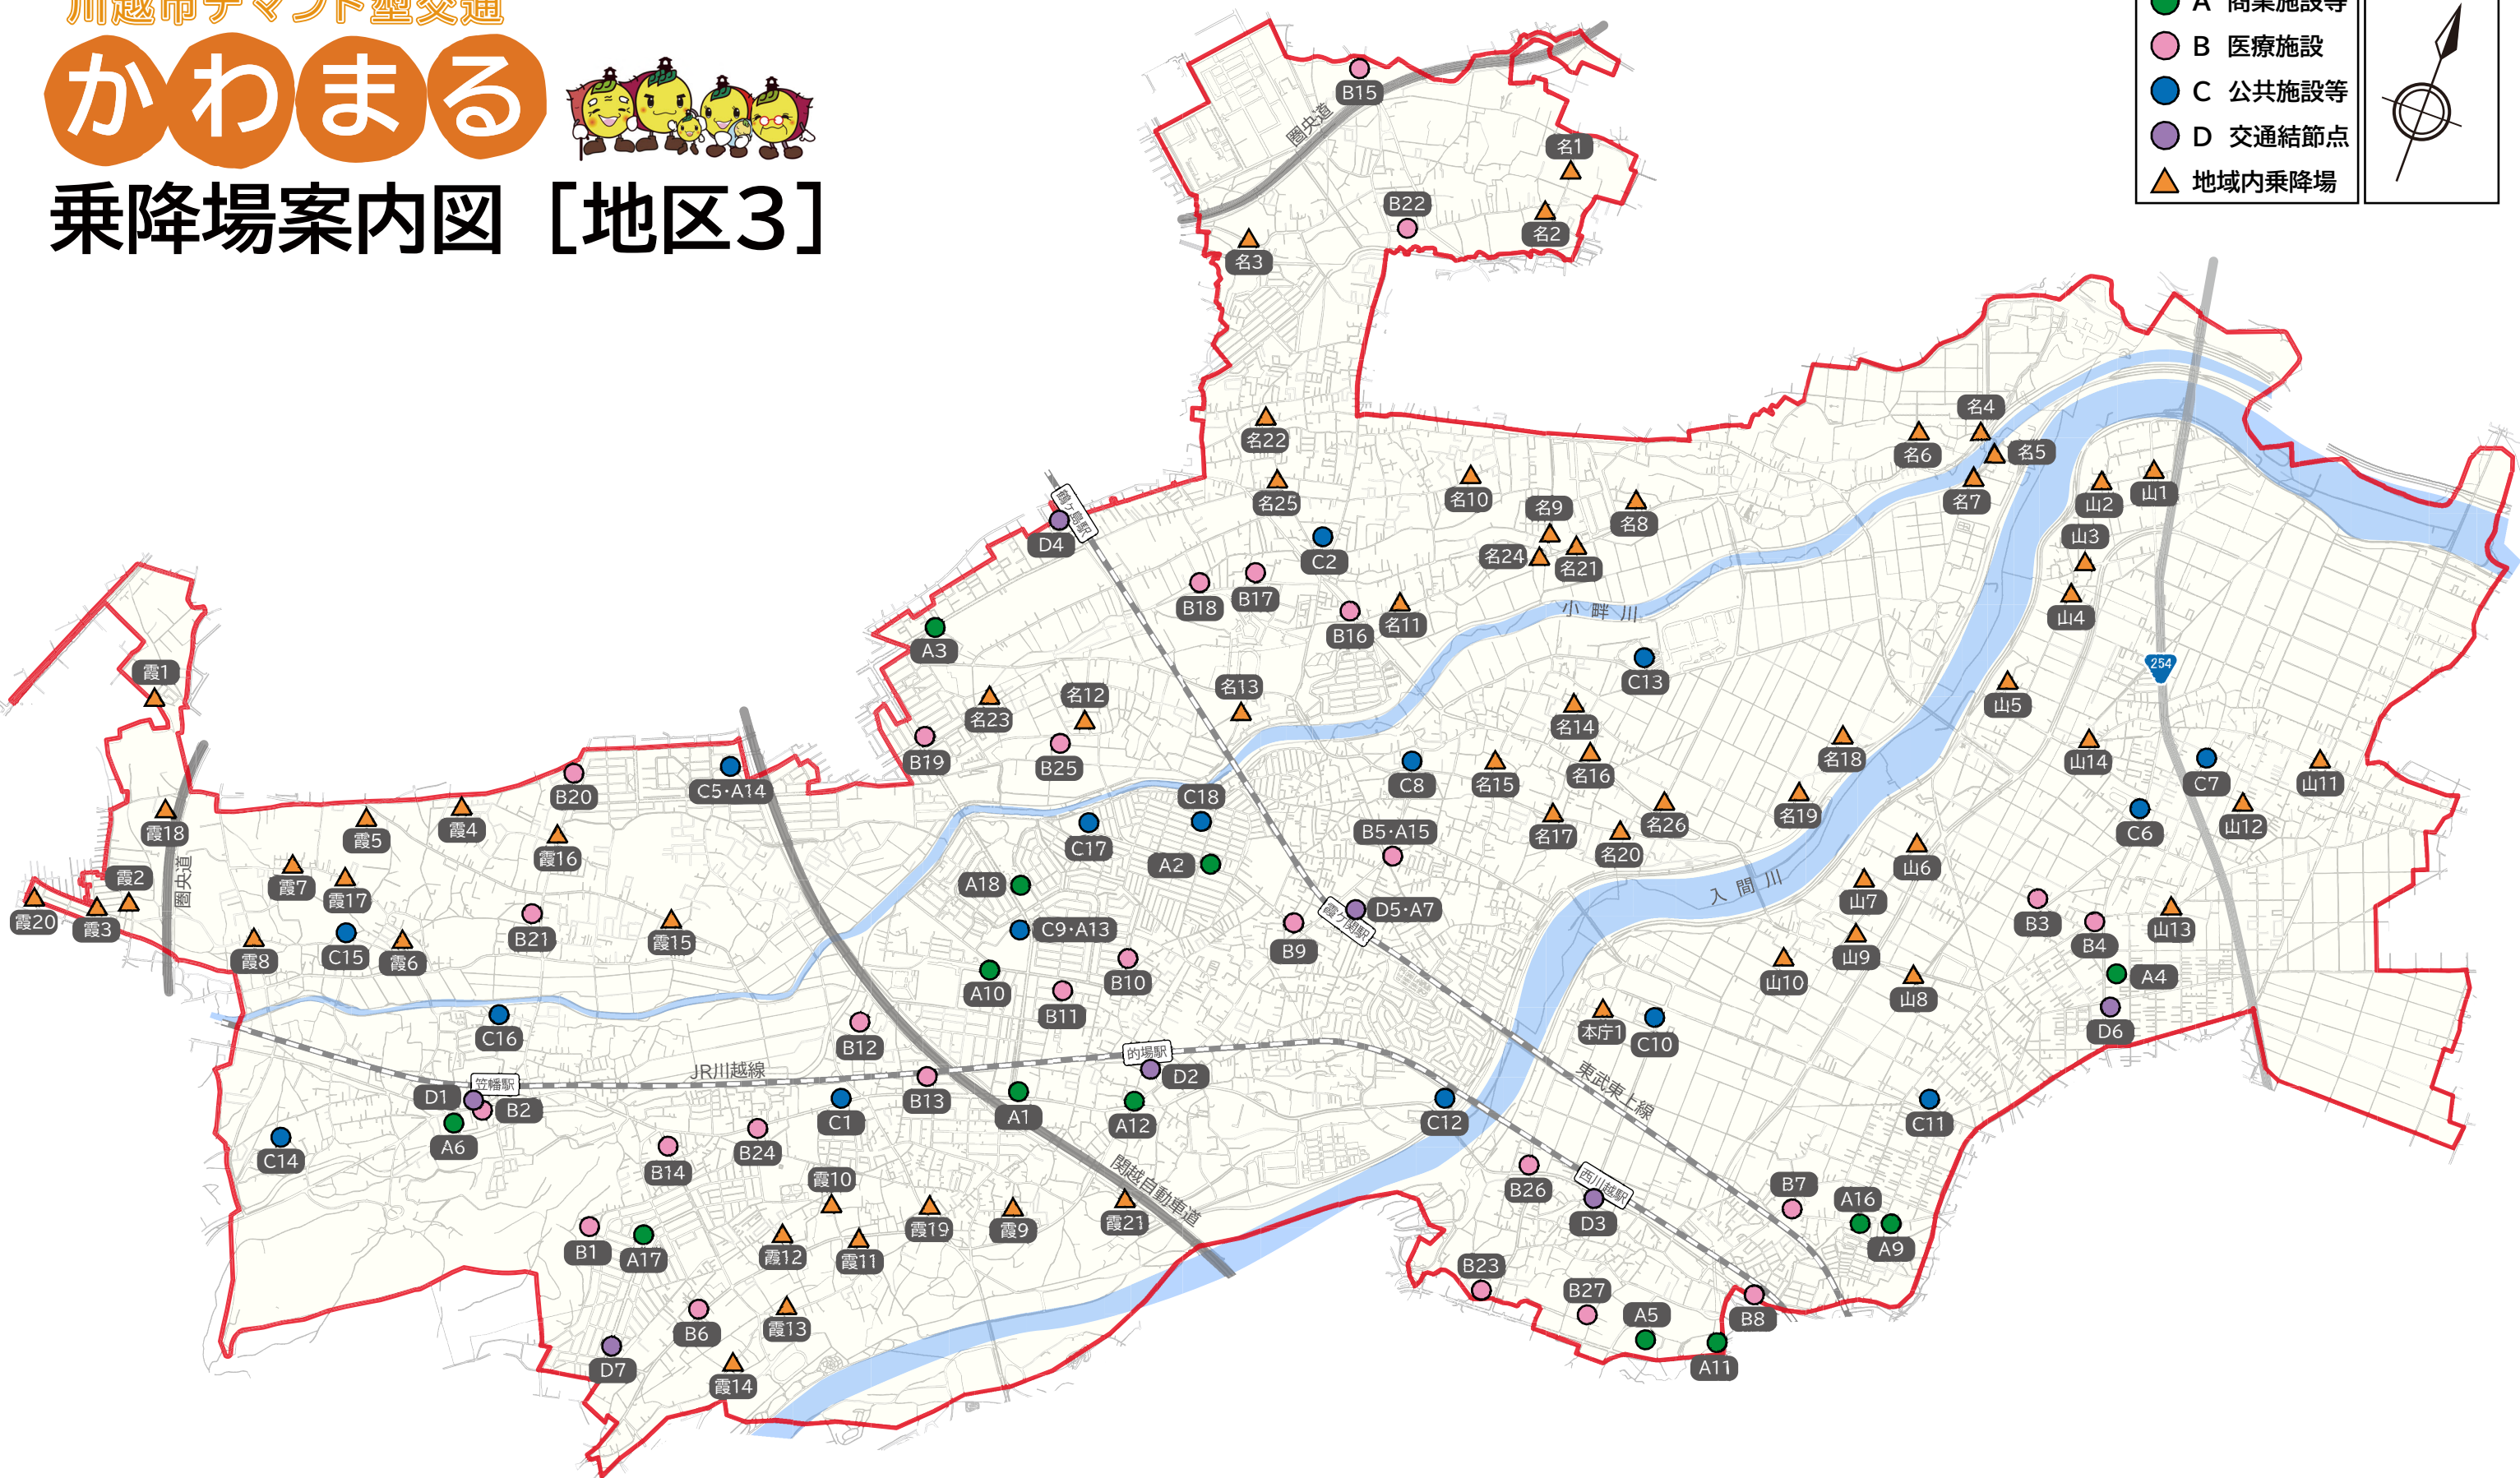 川越市デマンド型交通
かわまる
乗降場案内図［地区３］
A 商業施設等
B 医療施設
C 公共施設等
D 交通結節点
地域内乗降場
B15
圏央道
名1
B22
名2
名3
名4
名22
名6
名5
名25
名10
名7
山2
山1
名9
名8
鶴ヶ島駅
D4
C2
名24
名21
山3
B18
B17
B16
名11
小畔川
山4
A3
霞1
C13
254
名23
名12
名13
山5
名14
B19
B25
名18
山14
名16
C8
名15
C7
山11
B20
C5・A14
C18
霞18
霞5
霞4
霞16
C17
B5・A15
名17
名26
名19
名20
C6
山12
A2
山6
圏央道
霞2
霞7
霞17
A18
入間川
山7
霞20
霞3
D5・A7
霞ケ関駅
B3
山13
B21
霞15
C9・A13
B4
霞8
C15
霞6
B9
山9
B10
山10
A4
A10
山8
B11
本庁1
C10
D6
C16
B12
的場駅
JR川越線
D2
笠幡駅
D1
B2
B13
東武東上線
A1
A12
C1
C12
C11
A6
C14
B24
B14
関越自動車道
霞10
西川越駅
B26
B7
A16
霞19
霞9
霞21
D3
B1
A17
霞12
霞11
A9
B23
B27
A5
B8
B6
霞13
D7
A11
霞14